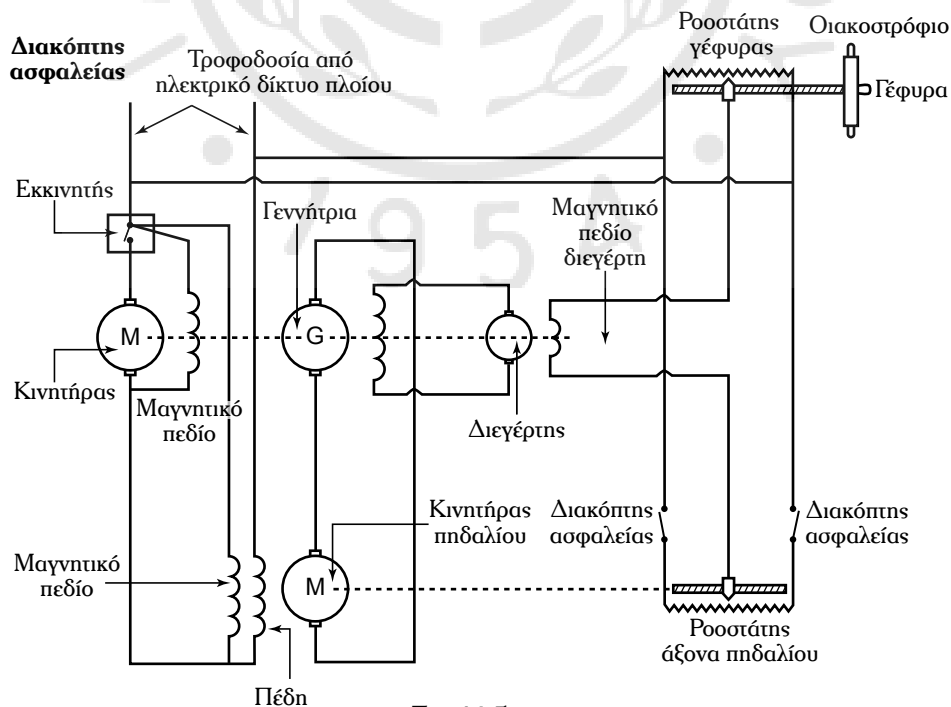 Διακόπτης
ασφαλείας
Τροφοδοσία από
ηλεκτρικό δίκτυο πλοίου
Ροοστάτης
γέφυρας
Οιακοστρόφιο
Γέφυρα
Εκκινητής
Γεννήτρια
Μαγνητικό
πεδίο
διεγέρτη
M
G
Κινητήρας
Μαγνητικό
πεδίο
Διεγέρτης
Κινητήρας
πηδαλίου
Διακόπτης
ασφαλείας
Διακόπτης
ασφαλείας
Μαγνητικό
πεδίο
M
Ροοστάτης
άξονα πηδαλίου
Πέδη
195